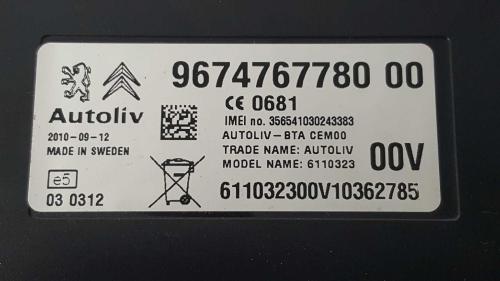 9674767780 00
CE 0681
Autoliv
IMEI no. 356541030243383
2010-09-12
AUTOLIV-BTA CEM00
MADE IN SWEDEN
TRADE NAME: AUTOLIV
MODEL NAME: 6110323
00V
e5
03 0312
611032300V10362785